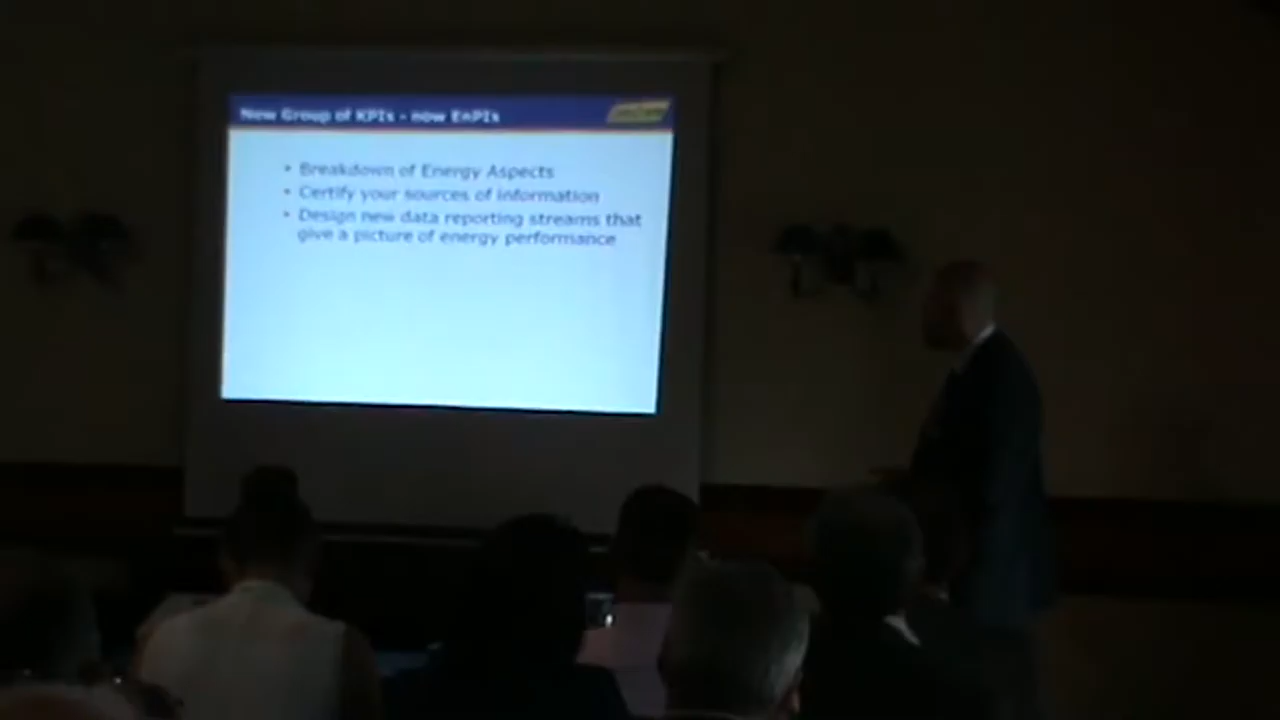 New Group of KPIs - now EnPIs
• Breakdown of Energy Aspects
• Certify your sources of information
• Design new data reporting streams that
give a picture of energy performance